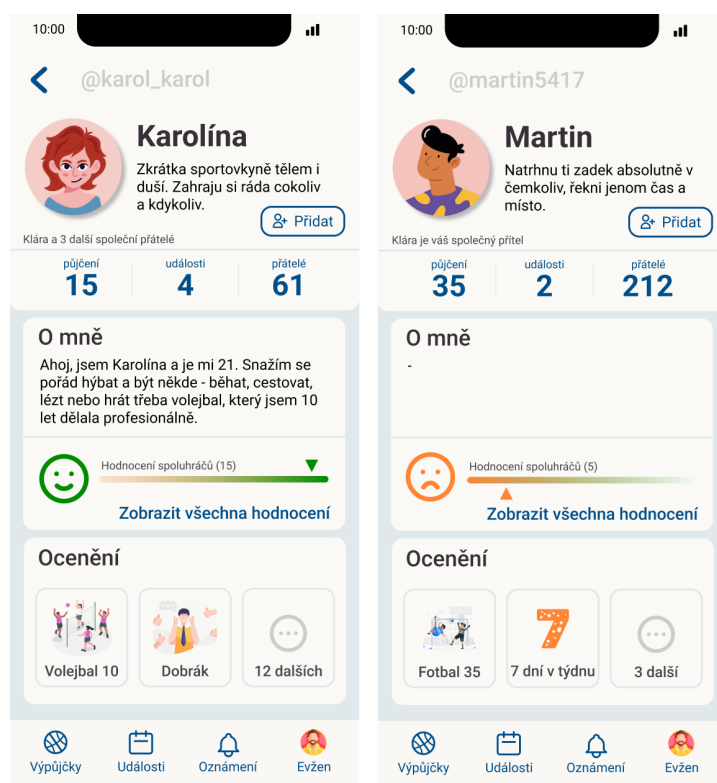 10:00
@karol_karol
Karolína
Zkrátka sportovkyně tělem i
duší. Zahraju si ráda cokoliv
a kdykoliv.
Přidat
Klára a 3 další společní přátelé
půjčení
15
události
4
přátelé
61
O mně
Ahoj, jsem Karolína a je mi 21. Snažím se
pořád hýbat a být někde - běhat, cestovat,
lézt nebo hrát třeba volejbal, který jsem 10
let dělala profesionálně.
Hodnocení spoluhráčů (15)
Zobrazit všechna hodnocení
Ocenění
Volejbal 10
Dobrák
12 dalších
Výpůjčky
Události
Oznámení
Evžen
10:00
@martin5417
Martin
Natrhnu ti zadek absolutně v
čemkoliv, řekni jenom čas a
místo.
Přidat
Klára je váš společný přítel
půjčení
35
události
2
přátelé
212
O mně
-
Hodnocení spoluhráčů (5)
Zobrazit všechna hodnocení
Ocenění
7
Fotbal 35
7 dní v týdnu
3 další
Výpůjčky
Události
Oznámení
Evžen